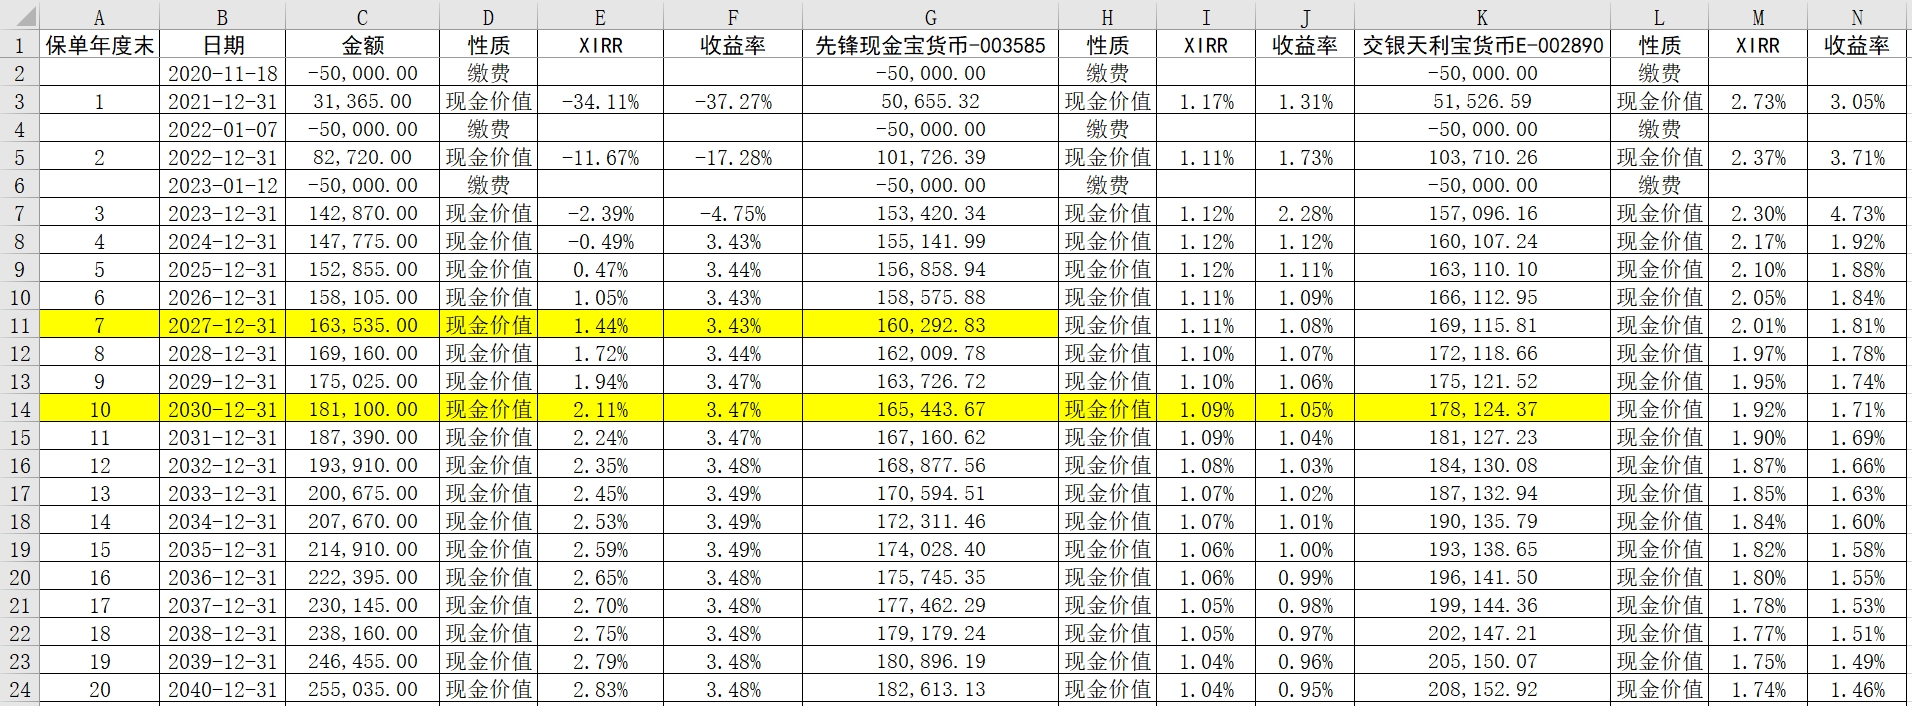 A B C D E F G H I J K L M N
1 保单年度末 日期 金额 性质 XIRR 收益率 先锋现金宝货币-003585 性质 XIRR 收益率 交银天利宝货币E-002890 性质 XIRR 收益率
2 2020-11-18 -50,000.00 缴费 -50,000.00 缴费 -50,000.00 缴费
3 1 2021-12-31 31,365.00 现金价值 -34.11% -37.27% 50,655.32 现金价值 1.17% 1.31% 51,526.59 现金价值 2.73% 3.05%
4 2022-01-07 -50,000.00 缴费 -50,000.00 缴费 -50,000.00 缴费
5 2 2022-12-31 82,720.00 现金价值 -11.67% -17.28% 101,726.39 现金价值 1.11% 1.73% 103,710.26 现金价值 2.37% 3.71%
6 2023-01-12 -50,000.00 缴费 -50,000.00 缴费 -50,000.00 缴费
7 3 2023-12-31 142,870.00 现金价值 -2.39% -4.75% 153,420.34 现金价值 1.12% 2.28% 157,096.16 现金价值 2.30% 4.73%
8 4 2024-12-31 147,775.00 现金价值 -0.49% 3.43% 155,141.99 现金价值 1.12% 1.12% 160,107.24 现金价值 2.17% 1.92%
9 5 2025-12-31 152,855.00 现金价值 0.47% 3.44% 156,858.94 现金价值 1.12% 1.11% 163,110.10 现金价值 2.10% 1.88%
10 6 2026-12-31 158,105.00 现金价值 1.05% 3.43% 158,575.88 现金价值 1.11% 1.09% 166,112.95 现金价值 2.05% 1.84%
11 7 2027-12-31 163,535.00 现金价值 1.44% 3.43% 160,292.83 现金价值 1.11% 1.08% 169,115.81 现金价值 2.01% 1.81%
12 8 2028-12-31 169,160.00 现金价值 1.72% 3.44% 162,009.78 现金价值 1.10% 1.07% 172,118.66 现金价值 1.97% 1.78%
13 9 2029-12-31 175,025.00 现金价值 1.94% 3.47% 163,726.72 现金价值 1.10% 1.06% 175,121.52 现金价值 1.95% 1.74%
14 10 2030-12-31 181,100.00 现金价值 2.11% 3.47% 165,443.67 现金价值 1.09% 1.05% 178,124.37 现金价值 1.92% 1.71%
15 11 2031-12-31 187,390.00 现金价值 2.24% 3.47% 167,160.62 现金价值 1.09% 1.04% 181,127.23 现金价值 1.90% 1.69%
16 12 2032-12-31 193,910.00 现金价值 2.35% 3.48% 168,877.56 现金价值 1.08% 1.03% 184,130.08 现金价值 1.87% 1.66%
17 13 2033-12-31 200,675.00 现金价值 2.45% 3.49% 170,594.51 现金价值 1.07% 1.02% 187,132.94 现金价值 1.85% 1.63%
18 14 2034-12-31 207,670.00 现金价值 2.53% 3.49% 172,311.46 现金价值 1.07% 1.01% 190,135.79 现金价值 1.84% 1.60%
19 15 2035-12-31 214,910.00 现金价值 2.59% 3.49% 174,028.40 现金价值 1.06% 1.00% 193,138.65 现金价值 1.82% 1.58%
20 16 2036-12-31 222,395.00 现金价值 2.65% 3.48% 175,745.35 现金价值 1.06% 0.99% 196,141.50 现金价值 1.80% 1.55%
21 17 2037-12-31 230,145.00 现金价值 2.70% 3.48% 177,462.29 现金价值 1.05% 0.98% 199,144.36 现金价值 1.78% 1.53%
22 18 2038-12-31 238,160.00 现金价值 2.75% 3.48% 179,179.24 现金价值 1.05% 0.97% 202,147.21 现金价值 1.77% 1.51%
23 19 2039-12-31 246,455.00 现金价值 2.79% 3.48% 180,896.19 现金价值 1.04% 0.96% 205,150.07 现金价值 1.75% 1.49%
24 20 2040-12-31 255,035.00 现金价值 2.83% 3.48% 182,613.13 现金价值 1.04% 0.95% 208,152.92 现金价值 1.74% 1.46%